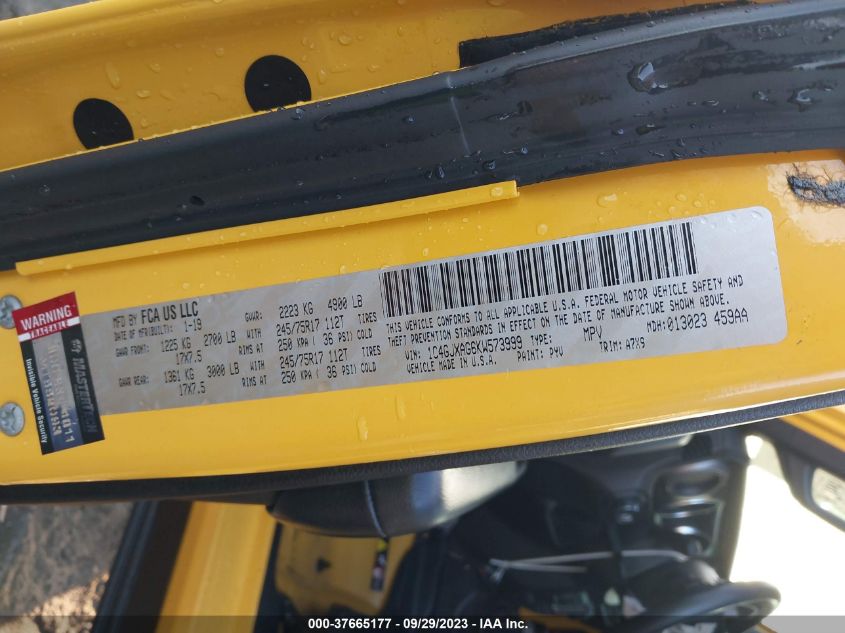 MFD BY FCA US LLC
DATE OF MFR(BUILT): 1-19 GVWR: 2223 KG 4900 LB
GAWR FRONT: 1225 KG 2700 LB WITH 245/75R17 112T TIRES
17X7.5 RIMS AT 250 KPA ( 36 PSI) COLD
GAWR REAR: 1361 KG 3000 LB WITH 245/75R17 112T TIRES
17X7.5 RIMS AT 250 KPA ( 36 PSI) COLD
THIS VEHICLE CONFORMS TO ALL APPLICABLE U.S.A. FEDERAL MOTOR VEHICLE SAFETY AND
THEFT PREVENTION STANDARDS IN EFFECT ON THE DATE OF MANUFACTURE SHOWN ABOVE.
VIN: 1C4GJXAG6KW573999 TYPE: MPV MDH: 013023 459AA
VEHICLE MADE IN U.S.A. PAINT: PYV TRIM: A7X9
WARNING
TRACEABLE
Invisible Vehicle Security
by MASTERTECH
000-37665177 - 09/29/2023 - IAA Inc.